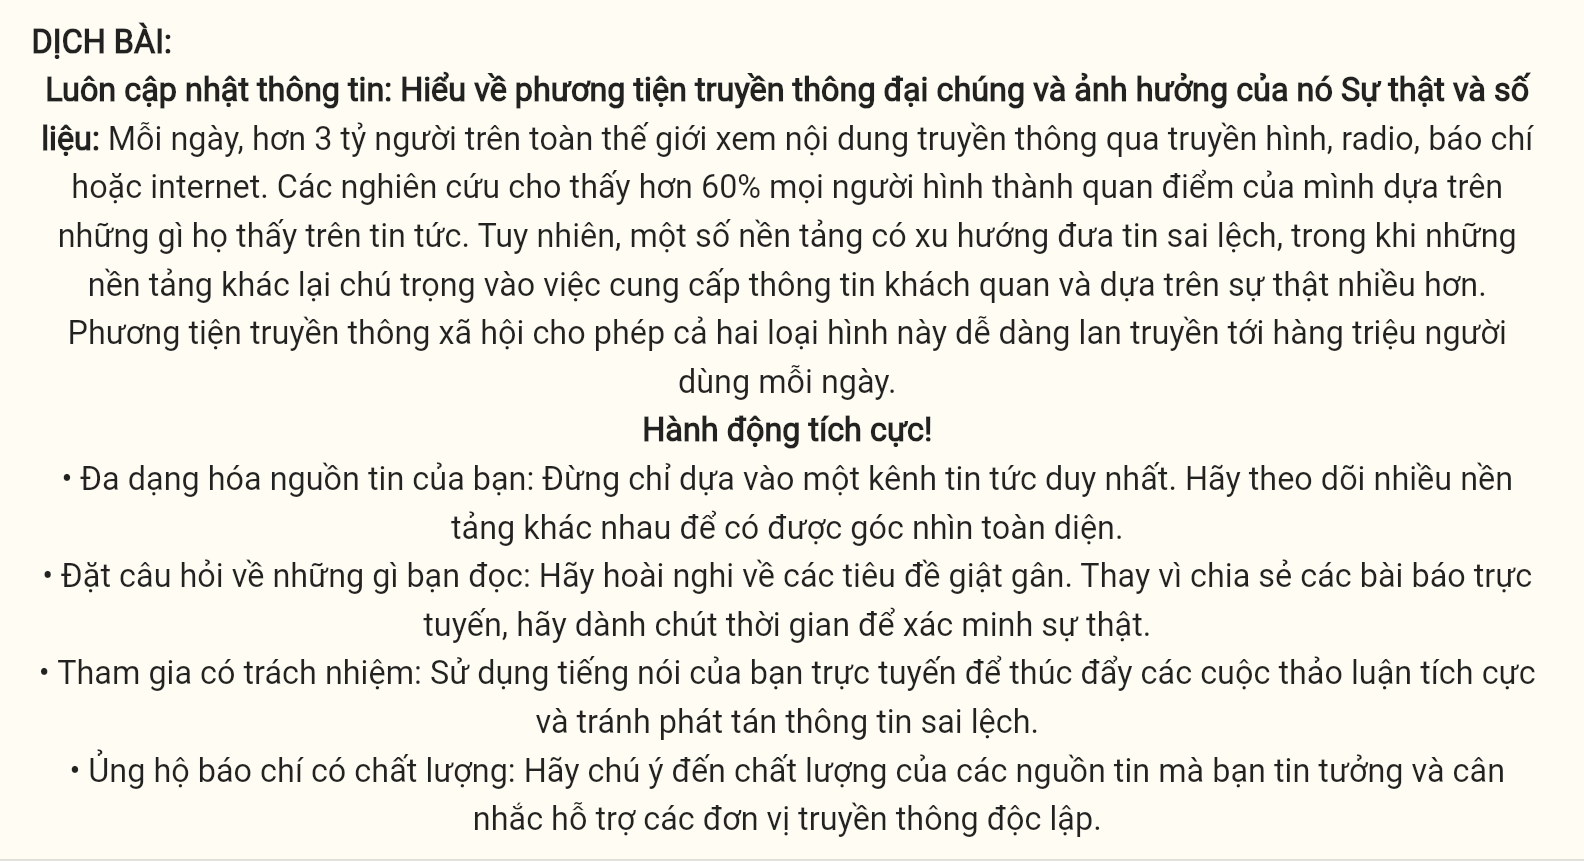 DỊCH BÀI:
Luôn cập nhật thông tin: Hiểu về phương tiện truyền thông đại chúng và ảnh hưởng của nó Sự thật và số
liệu: Mỗi ngày, hơn 3 tỷ người trên toàn thế giới xem nội dung truyền thông qua truyền hình, radio, báo chí
hoặc internet. Các nghiên cứu cho thấy hơn 60% mọi người hình thành quan điểm của mình dựa trên
những gì họ thấy trên tin tức. Tuy nhiên, một số nền tảng có xu hướng đưa tin sai lệch, trong khi những
nền tảng khác lại chú trọng vào việc cung cấp thông tin khách quan và dựa trên sự thật nhiều hơn.
Phương tiện truyền thông xã hội cho phép cả hai loại hình này dễ dàng lan truyền tới hàng triệu người
dùng mỗi ngày.
Hành động tích cực!
• Đa dạng hóa nguồn tin của bạn: Đừng chỉ dựa vào một kênh tin tức duy nhất. Hãy theo dõi nhiều nền
tảng khác nhau để có được góc nhìn toàn diện.
• Đặt câu hỏi về những gì bạn đọc: Hãy hoài nghi về các tiêu đề giật gân. Thay vì chia sẻ các bài báo trực
tuyến, hãy dành chút thời gian để xác minh sự thật.
• Tham gia có trách nhiệm: Sử dụng tiếng nói của bạn trực tuyến để thúc đẩy các cuộc thảo luận tích cực
và tránh phát tán thông tin sai lệch.
• Ủng hộ báo chí có chất lượng: Hãy chú ý đến chất lượng của các nguồn tin mà bạn tin tưởng và cân
nhắc hỗ trợ các đơn vị truyền thông độc lập.